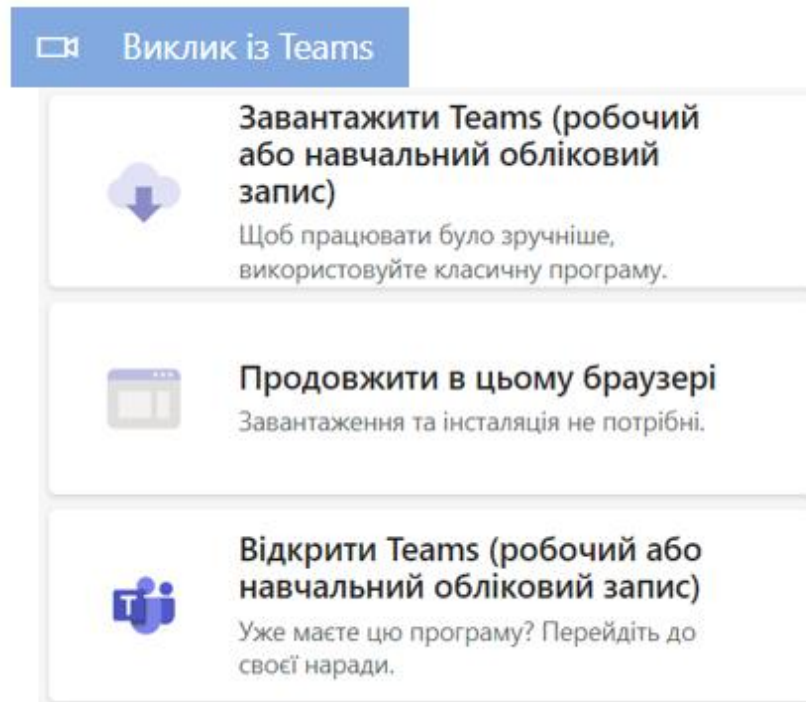 Виклик із Teams
Завантажити Teams (робочий
або навчальний обліковий
запис)
Щоб працювати було зручніше,
використовуйте класичну програму.
Продовжити в цьому браузері
Завантаження та інсталяція не потрібні.
Відкрити Teams (робочий або
навчальний обліковий запис)
Уже маєте цю програму? Перейдіть до
своєї наради.